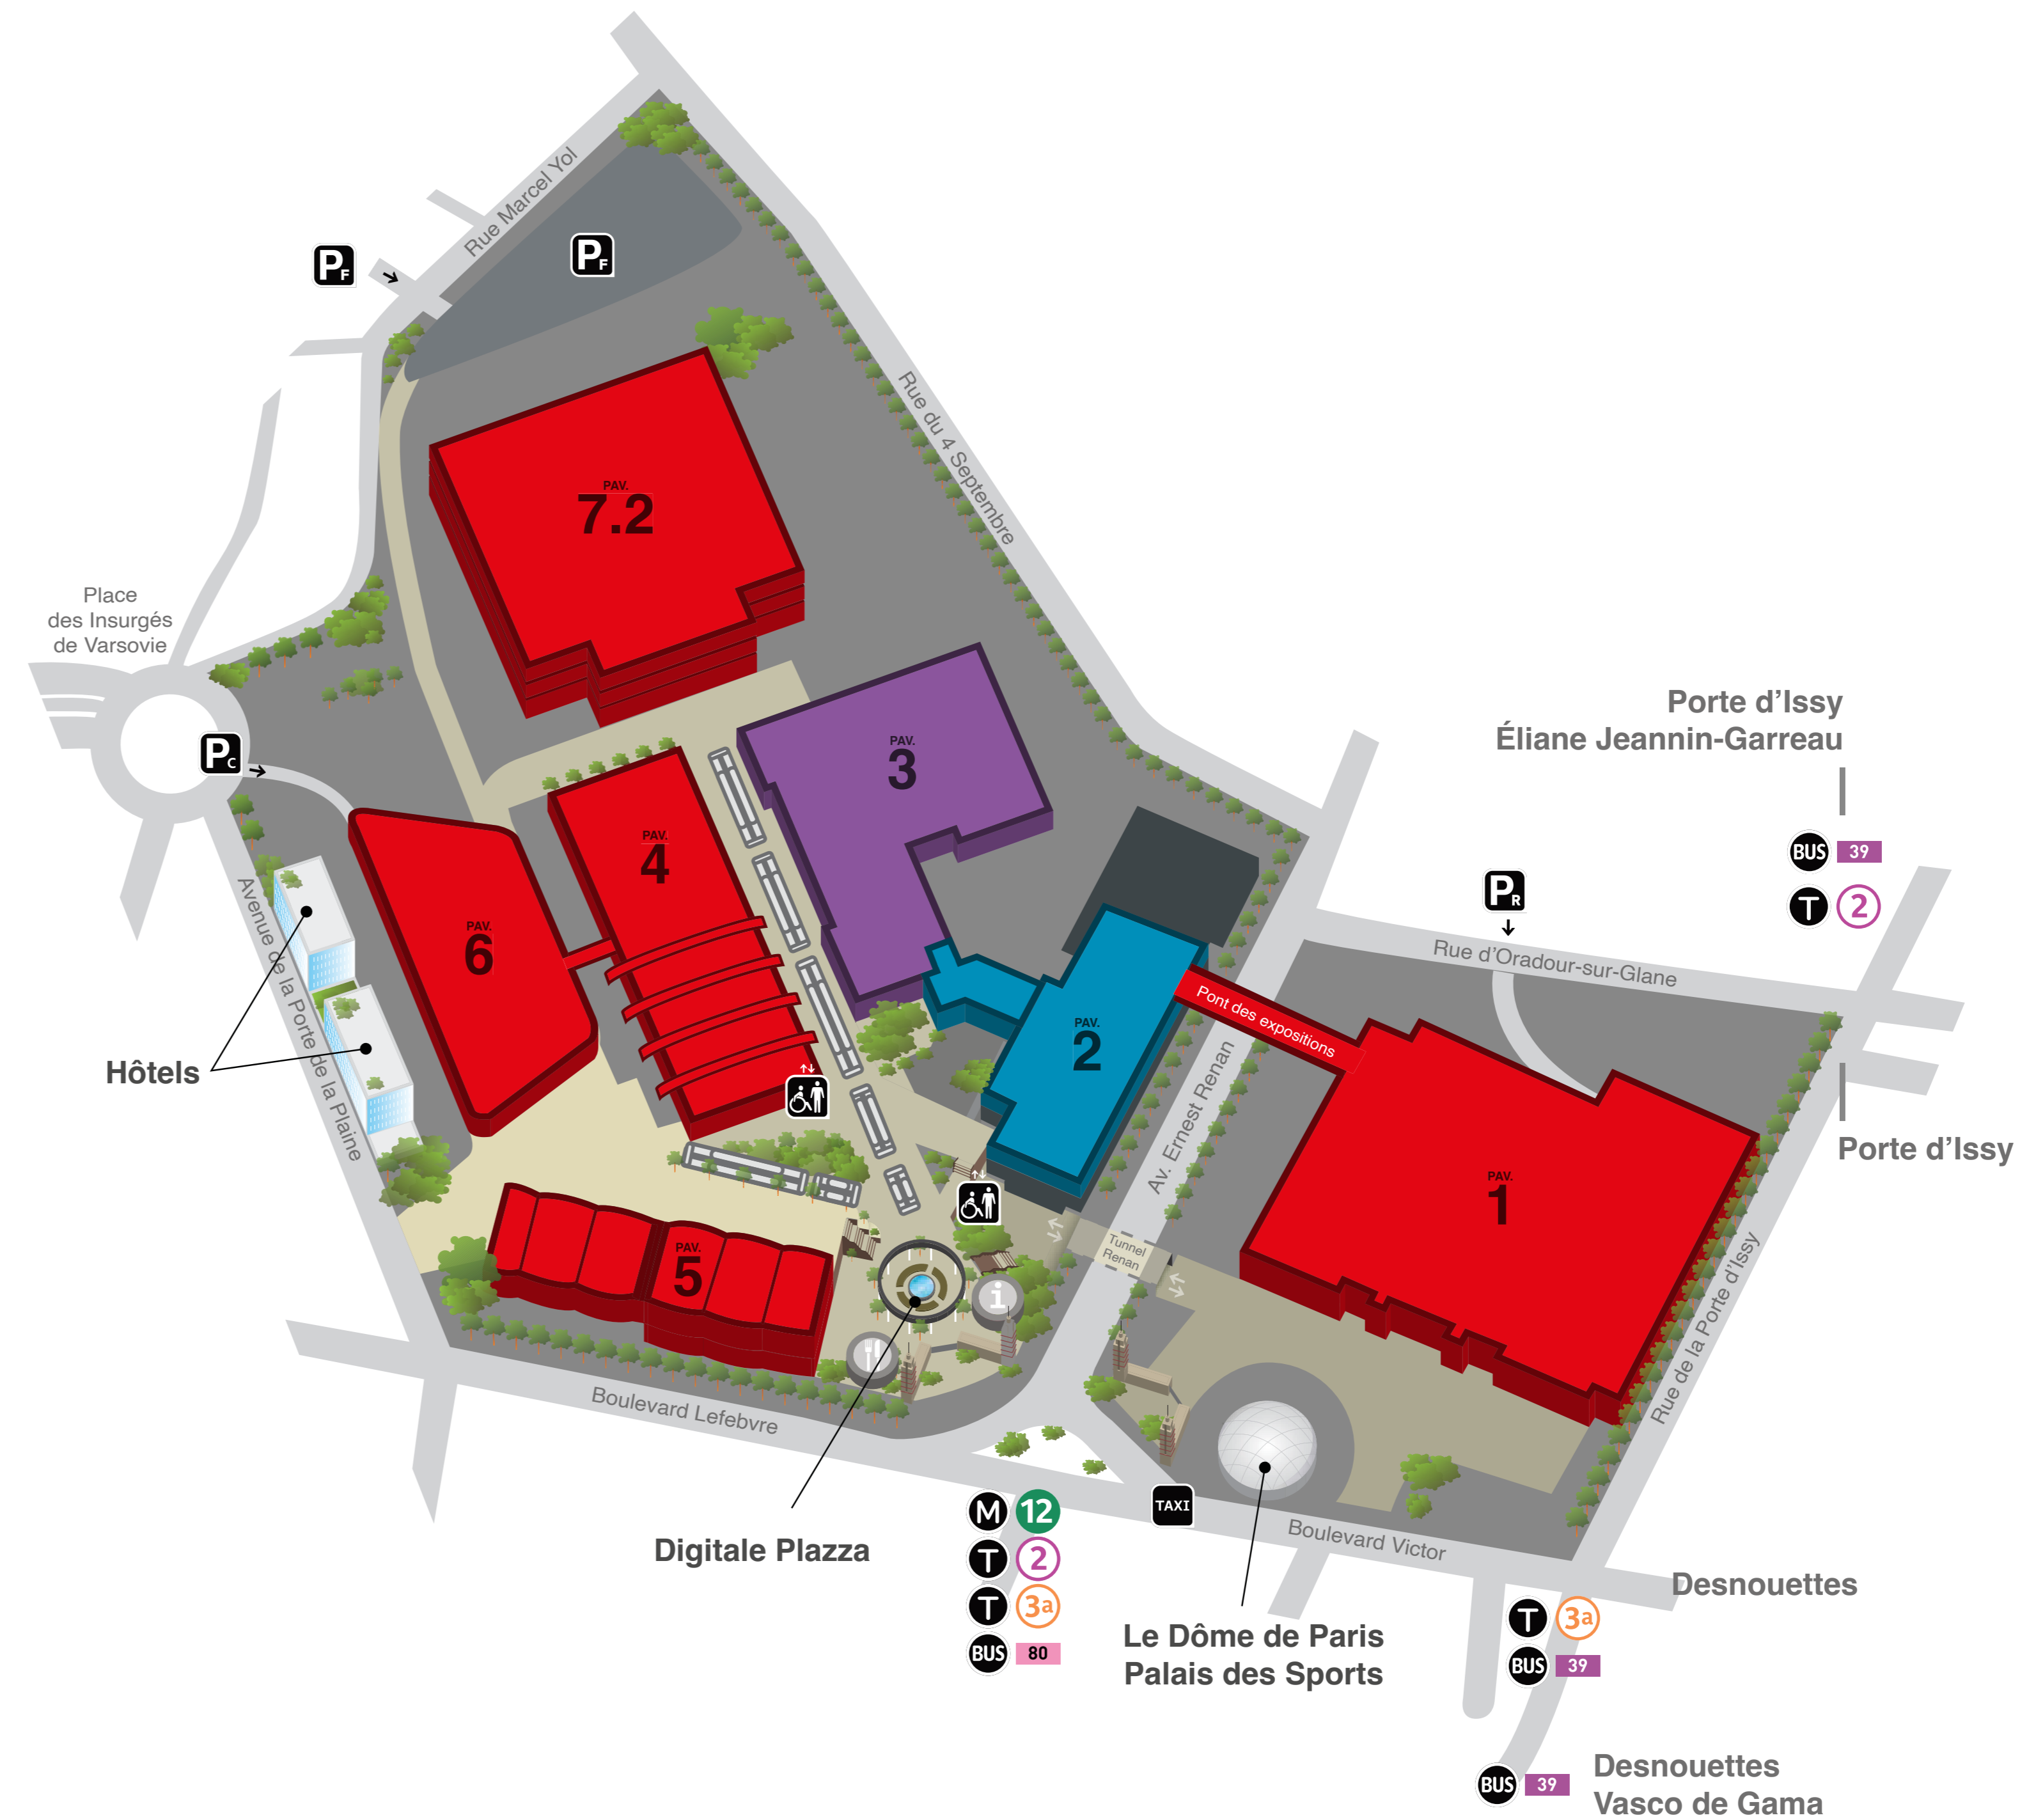 Rue Marcel Yol
PF
PF
Rue du 4 Septembre
PAV.
7.2
Place
des Insurgés
de Varsovie
PC
PAV.
3
PAV.
4
PAV.
6
Porte d’Issy
Éliane Jeannin-Garreau
BUS 39
T 2
PR
Rue d’Oradour-sur-Glane
Avenue de la Porte de la Plaine
Hôtels
Pont des expositions
PAV.
2
Av. Ernest Renan
PAV.
1
Porte d’Issy
Rue de la Porte d’Issy
Tunnel
Renan
PAV.
5
i
Boulevard Lefebvre
Digitale Plazza
M 12
T 2
T 3a
BUS 80
TAXI
Boulevard Victor
Le Dôme de Paris
Palais des Sports
Desnouettes
T 3a
BUS 39
BUS 39
Desnouettes
Vasco de Gama